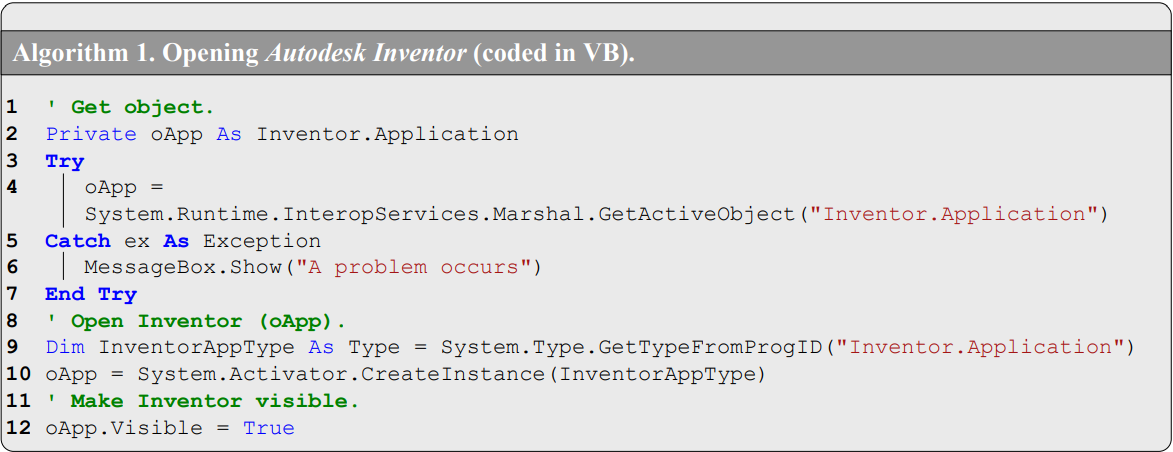 Algorithm 1. Opening Autodesk Inventor (coded in VB).
1 ' Get object.
2 Private oApp As Inventor.Application
3 Try
4 oApp =
System.Runtime.InteropServices.Marshal.GetActiveObject("Inventor.Application")
5 Catch ex As Exception
6 MessageBox.Show("A problem occurs")
7 End Try
8 ' Open Inventor (oApp).
9 Dim InventorAppType As Type = System.Type.GetTypeFromProgID("Inventor.Application")
10 oApp = System.Activator.CreateInstance(InventorAppType)
11 ' Make Inventor visible.
12 oApp.Visible = True